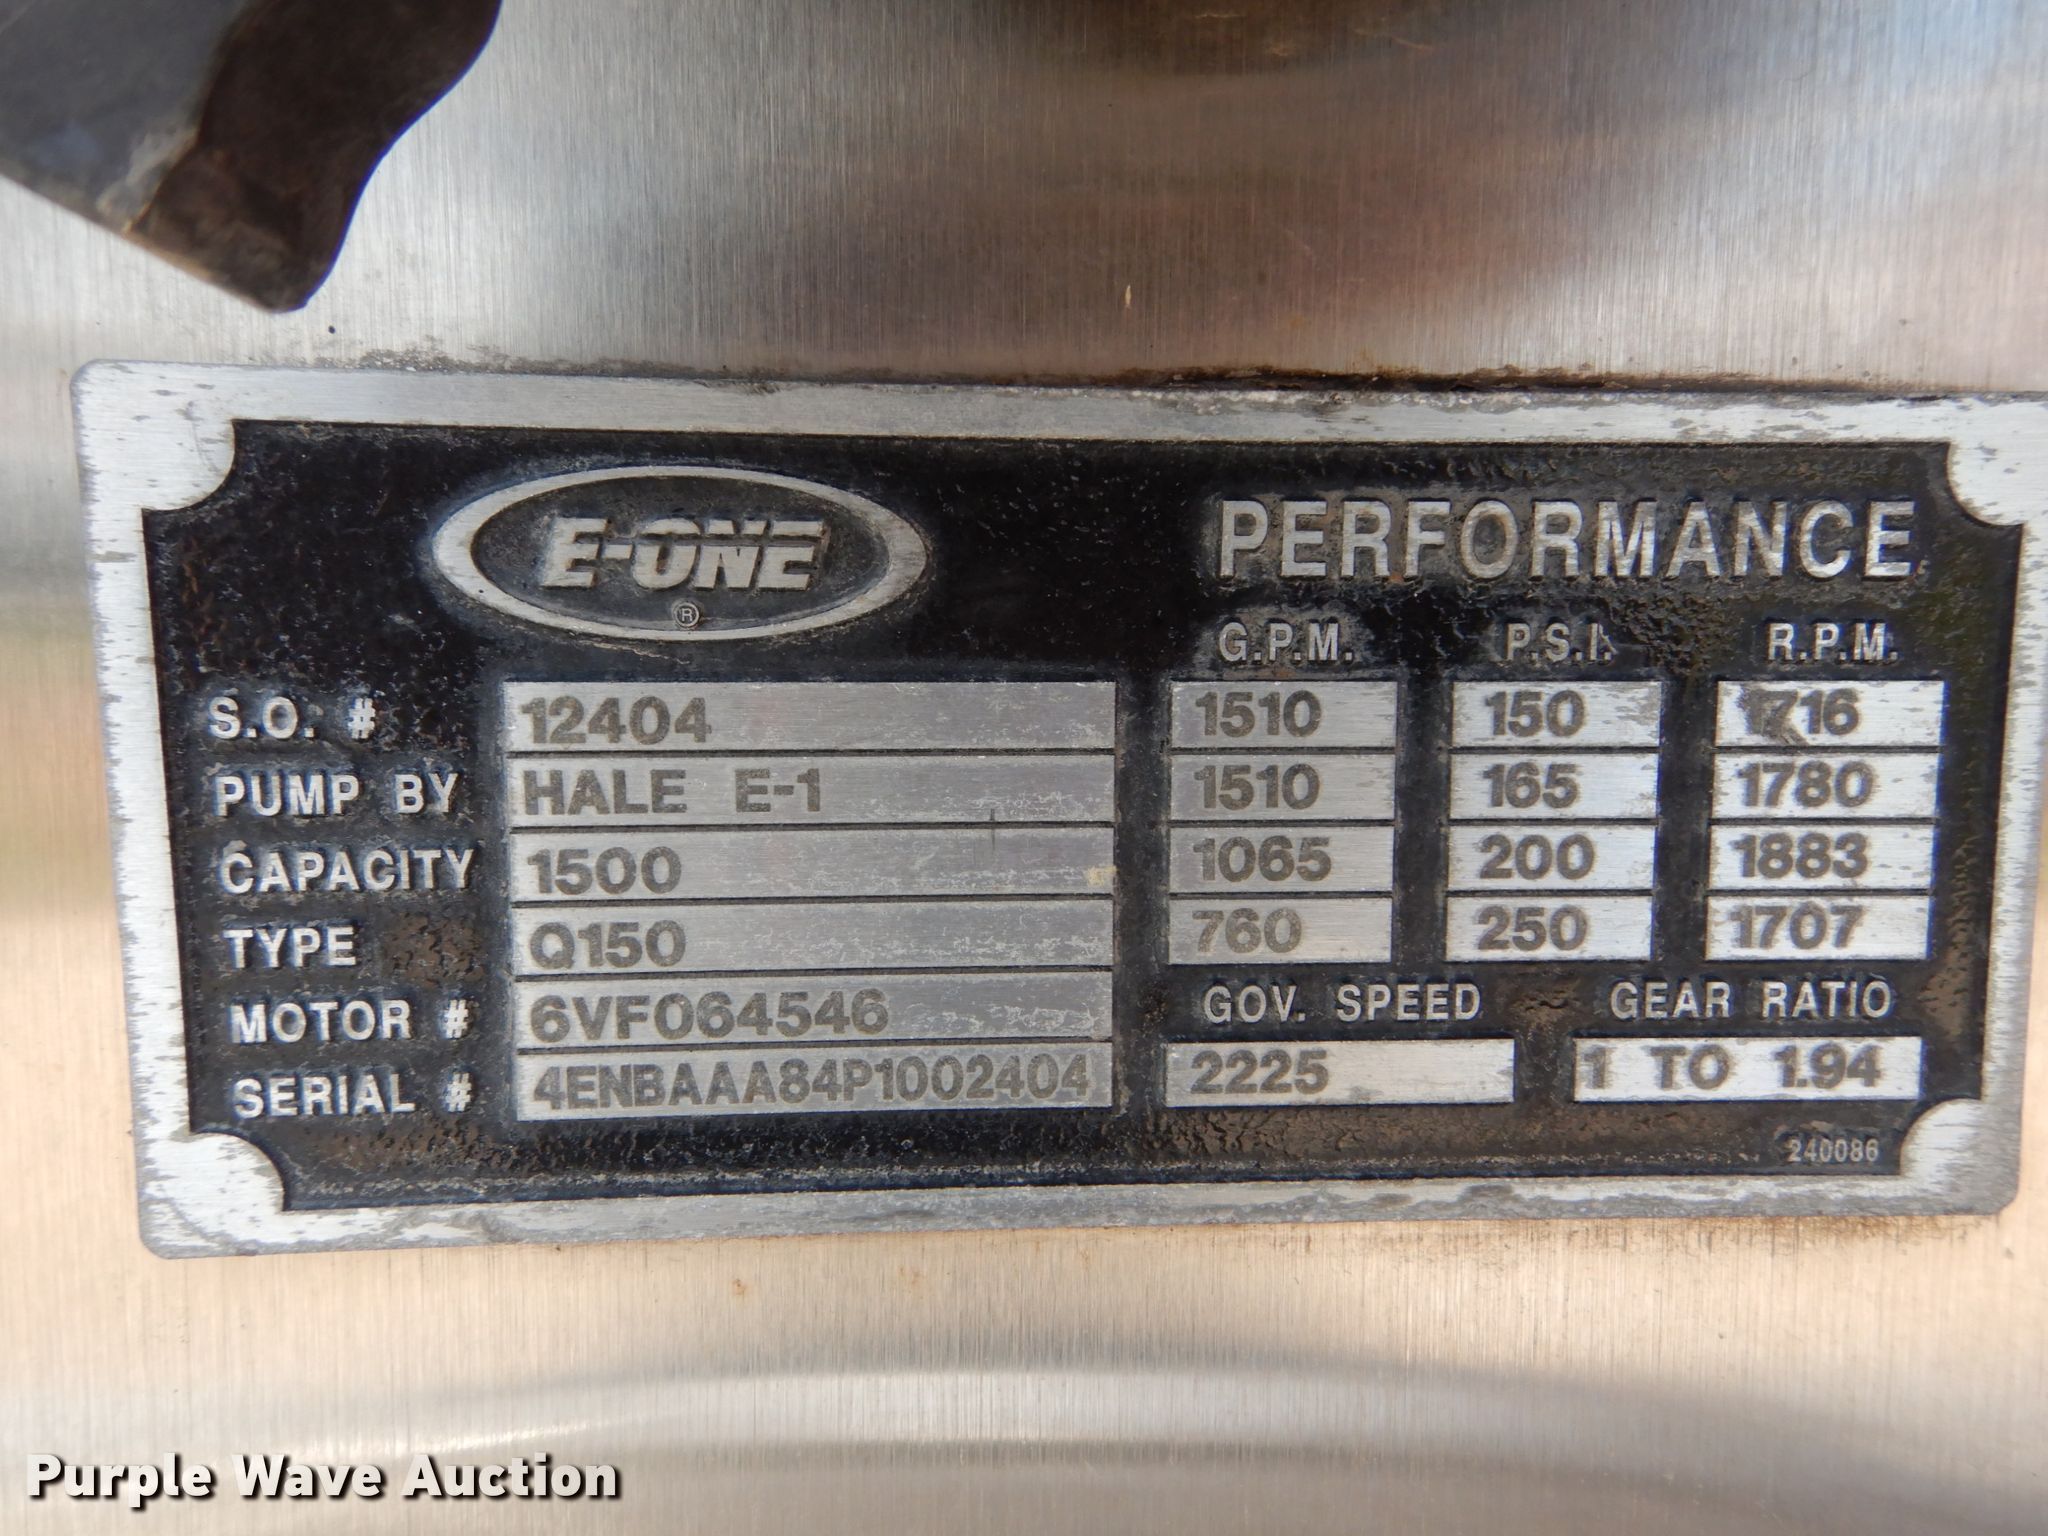 E-ONE
®
S.O. # 12404
PUMP BY HALE E-1
CAPACITY 1500
TYPE Q150
MOTOR # 6VF064546
SERIAL # 4ENBAAA84P1002404
PERFORMANCE
G.P.M. P.S.I. R.P.M.
1510 150 1716
1510 165 1780
1065 200 1883
760 250 1707
GOV. SPEED GEAR RATIO
2225 1 TO 1.94
240086
Purple Wave Auction